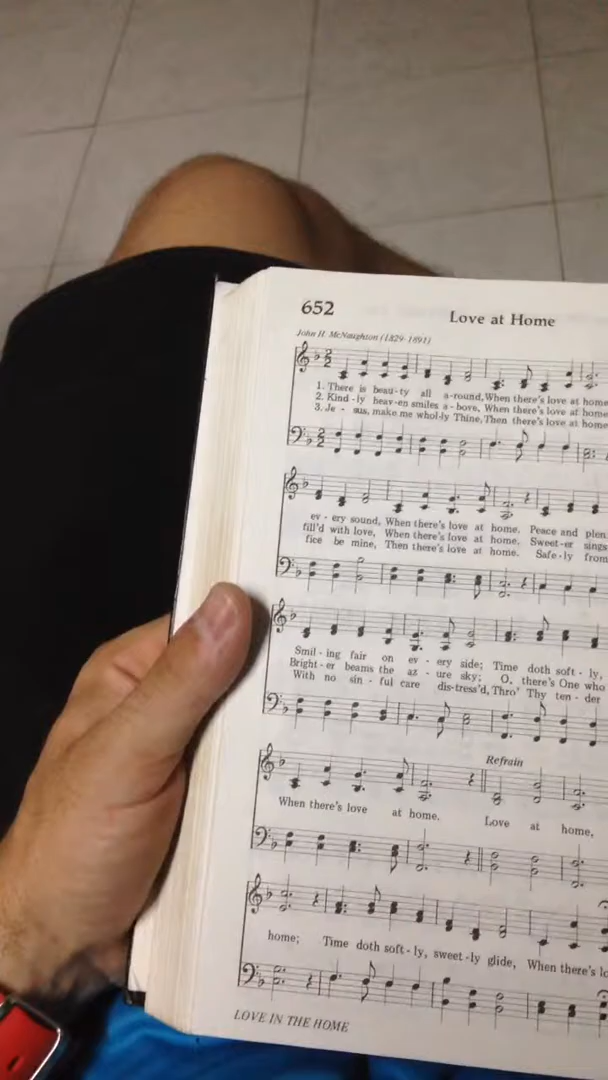 652
Love at Home
John H. McNaughton (1829-1891)
1. There is beau-ty all a-round, When there's love at home
2. Kind-ly heav-en smiles a-bove, When there's love at home
3. Je - sus, make me whol-ly Thine, Then there's love at home
ev - ery sound, When there's love at home. Peace and plen
fill'd with love, When there's love at home. Sweet-er sings
fice be mine, Then there's love at home. Safe-ly from
Smil - ing fair on ev - ery side; Time doth soft - ly,
Bright - er beams the az - ure sky; O, there's One who
With no sin - ful care dis-tress'd, Thro' Thy ten - der
Refrain
When there's love at home. Love at home,
home; Time doth soft - ly, sweet - ly glide, When there's lo
LOVE IN THE HOME